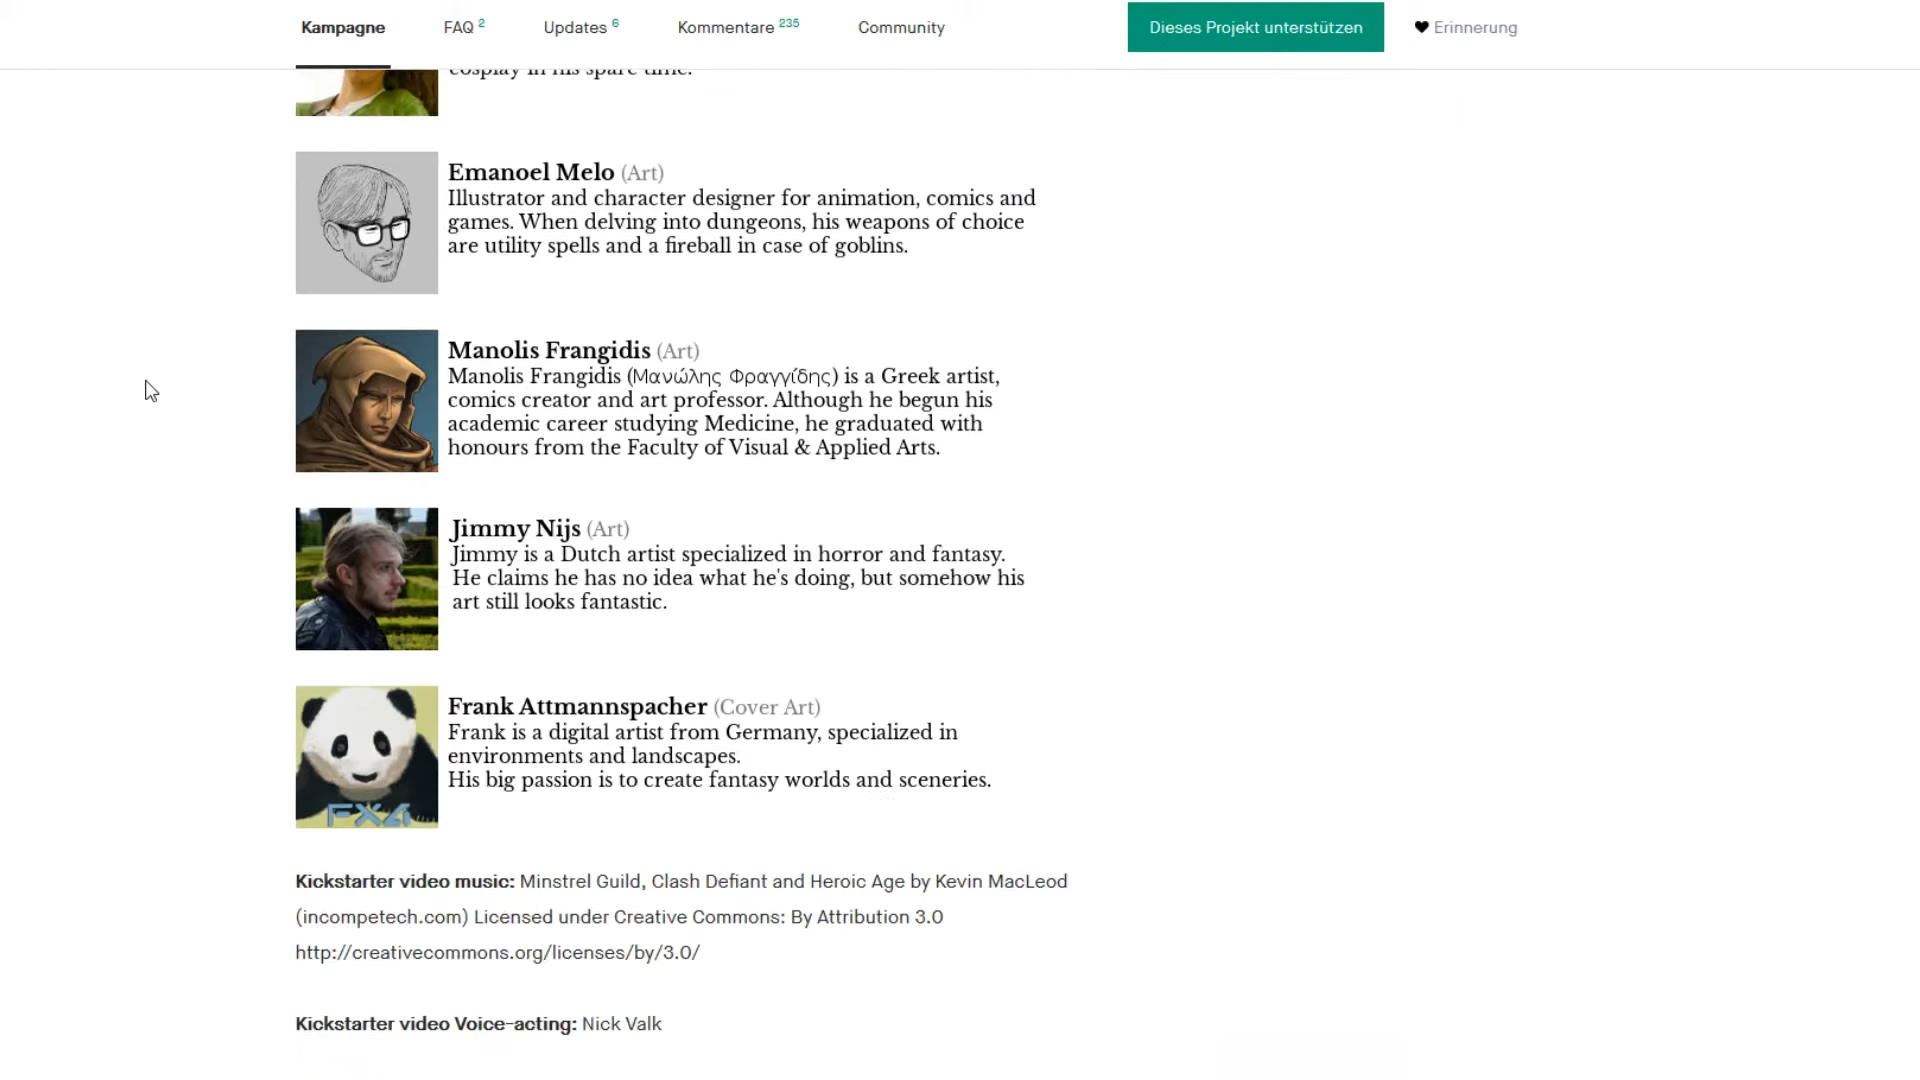 Kampagne FAQ 2 Updates 6 Kommentare 235 Community Dieses Projekt unterstützen Erinnerung
cosplay in his spare time.
Emanoel Melo (Art)
Illustrator and character designer for animation, comics and
games. When delving into dungeons, his weapons of choice
are utility spells and a fireball in case of goblins.
Manolis Frangidis (Art)
Manolis Frangidis (Μανώλης Φραγγίδης) is a Greek artist,
comics creator and art professor. Although he begun his
academic career studying Medicine, he graduated with
honours from the Faculty of Visual & Applied Arts.
Jimmy Nijs (Art)
Jimmy is a Dutch artist specialized in horror and fantasy.
He claims he has no idea what he's doing, but somehow his
art still looks fantastic.
Frank Attmannspacher (Cover Art)
Frank is a digital artist from Germany, specialized in
environments and landscapes.
His big passion is to create fantasy worlds and sceneries.
FXA
Kickstarter video music: Minstrel Guild, Clash Defiant and Heroic Age by Kevin MacLeod
(incompetech.com) Licensed under Creative Commons: By Attribution 3.0
http://creativecommons.org/licenses/by/3.0/
Kickstarter video Voice-acting: Nick Valk